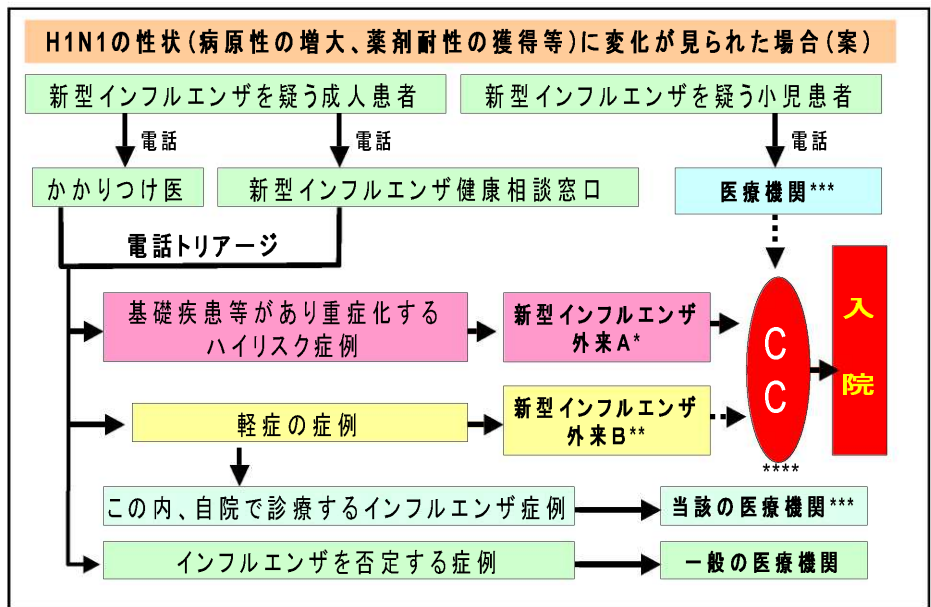 H1N1の性状(病原性の増大、薬剤耐性の獲得等)に変化が見られた場合(案)
新型インフルエンザを疑う成人患者
新型インフルエンザを疑う小児患者
電話
電話
電話
かかりつけ医
新型インフルエンザ健康相談窓口
医療機関***
電話トリアージ
基礎疾患等があり重症化する
ハイリスク症例
新型インフルエンザ
外来A*
CC
入院
軽症の症例
新型インフルエンザ
外来B**
****
この内、自院で診療するインフルエンザ症例
当該の医療機関***
インフルエンザを否定する症例
一般の医療機関